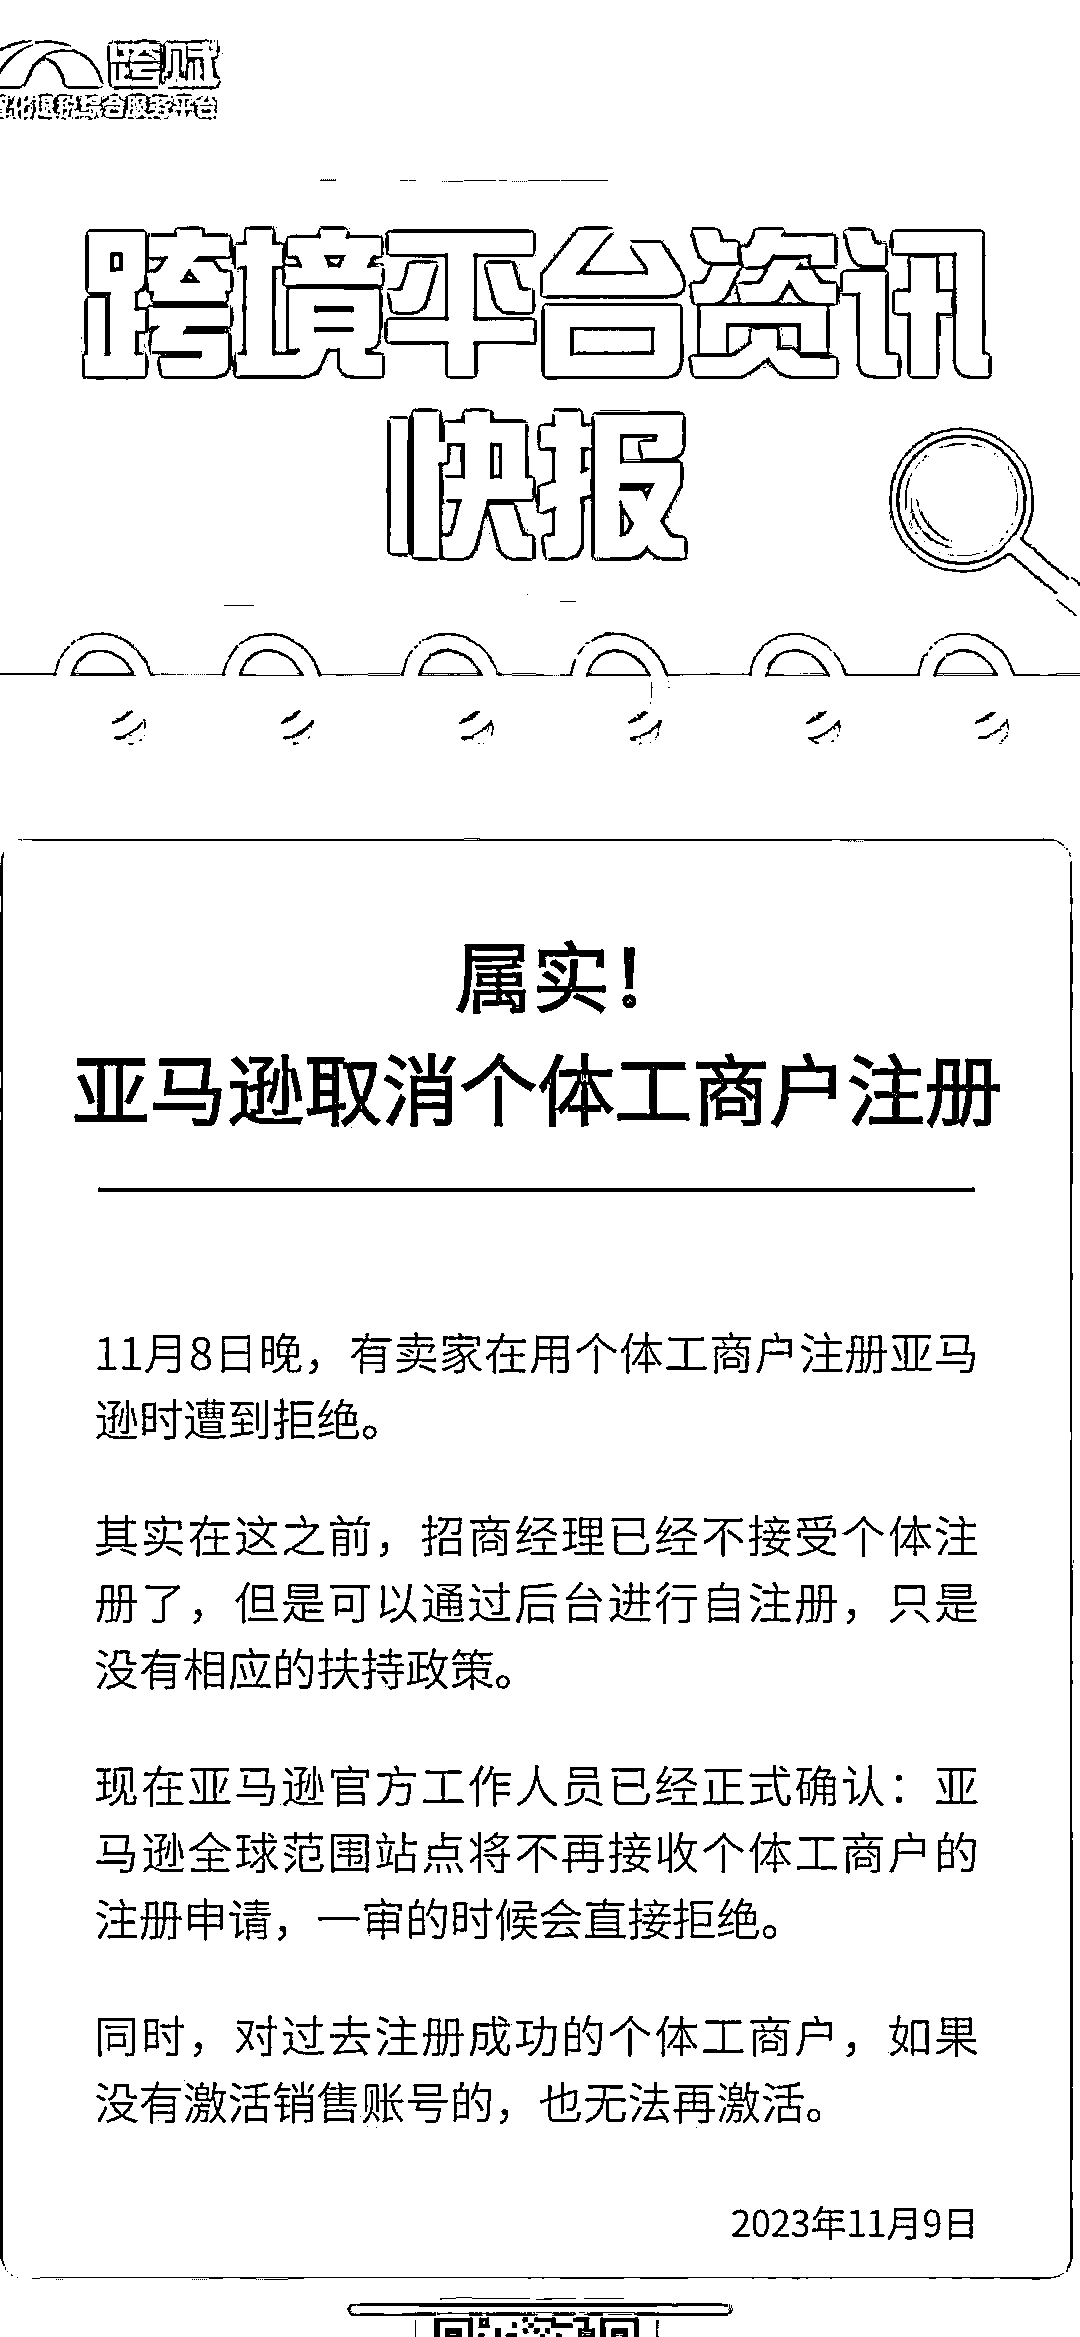 跨境平台资讯
快报
属实！
亚马逊取消个体工商户注册
11月8日晚，有卖家在用个体工商户注册亚马
逊时遭到拒绝。
其实在这之前，招商经理已经不接受个体注
册了，但是可以通过后台进行自注册，只是
没有相应的扶持政策。
现在亚马逊官方工作人员已经正式确认：亚
马逊全球范围站点将不再接收个体工商户的
注册申请，一审的时候会直接拒绝。
同时，对过去注册成功的个体工商户，如果
没有激活销售账号的，也无法再激活。
2023年11月9日